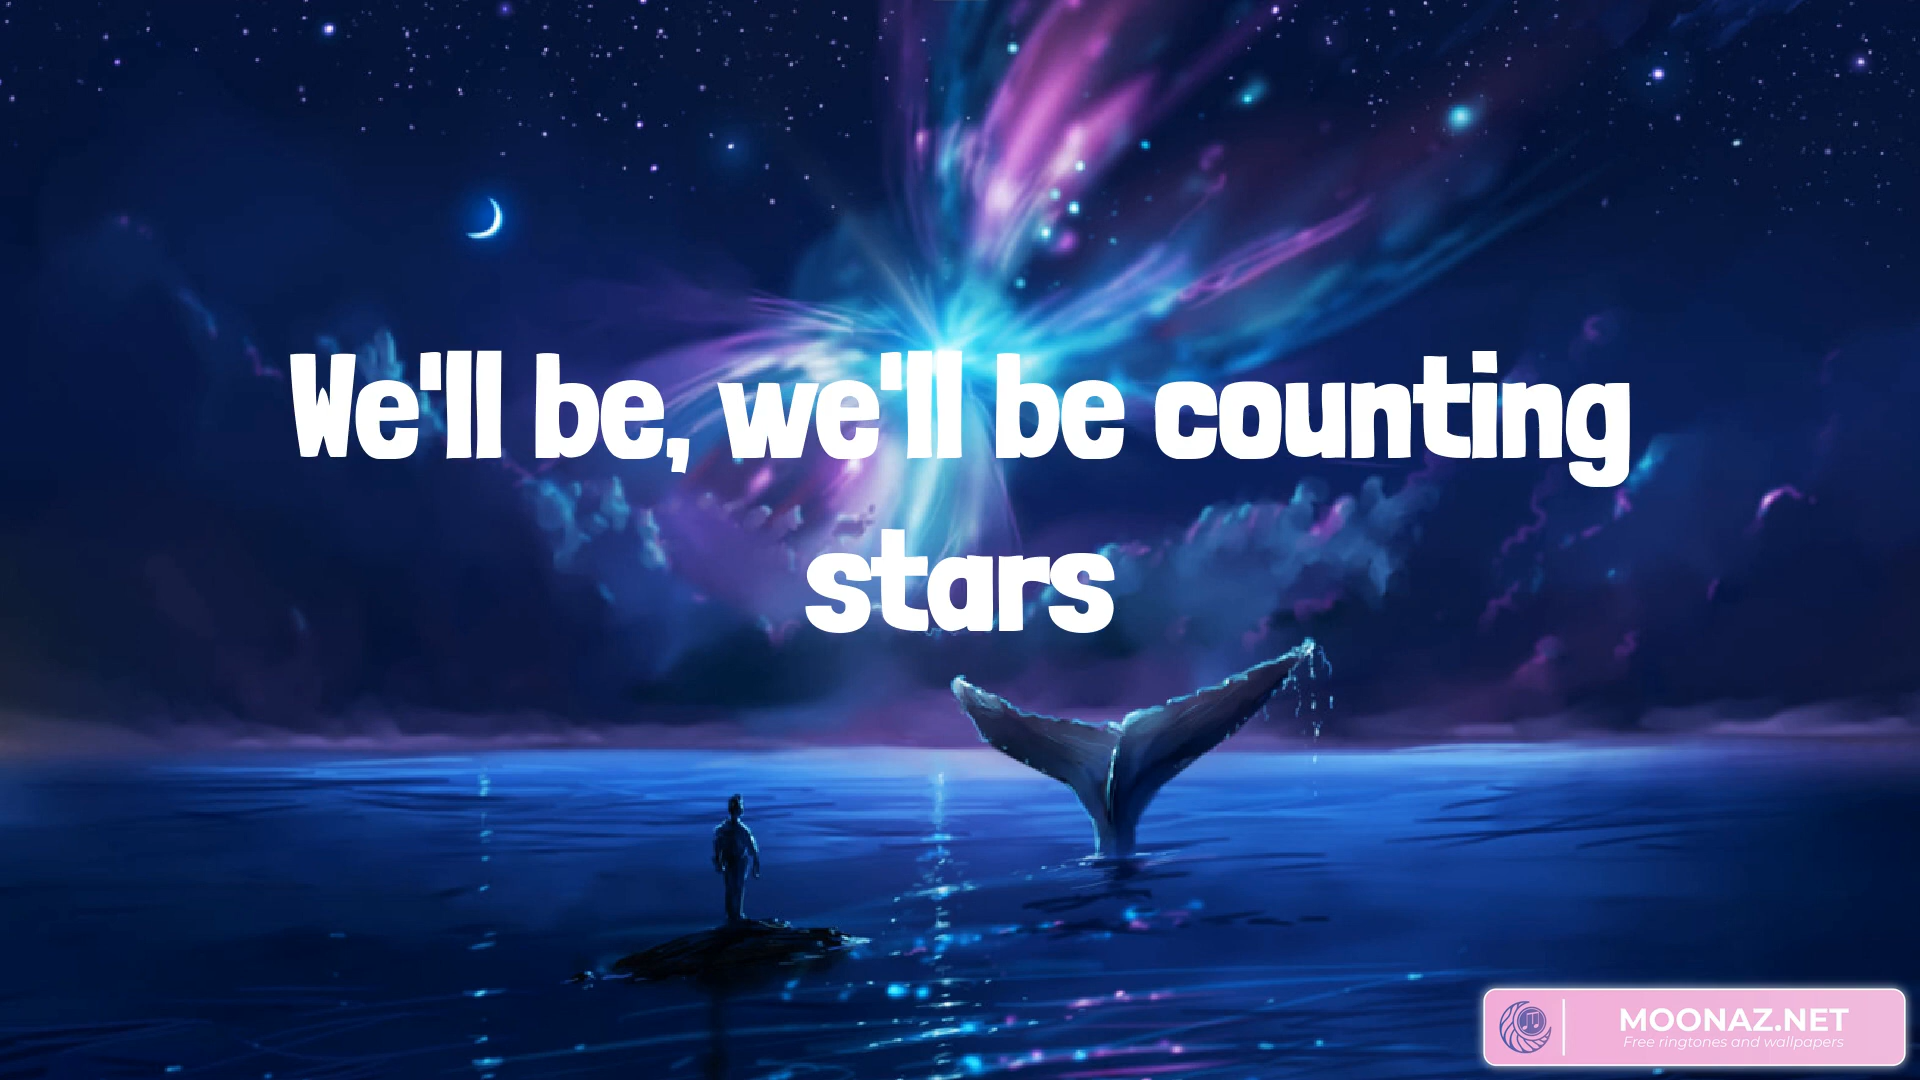 We'll be, we'll be counting
stars
MOONAZ.NET
Free ringtones and wallpapers